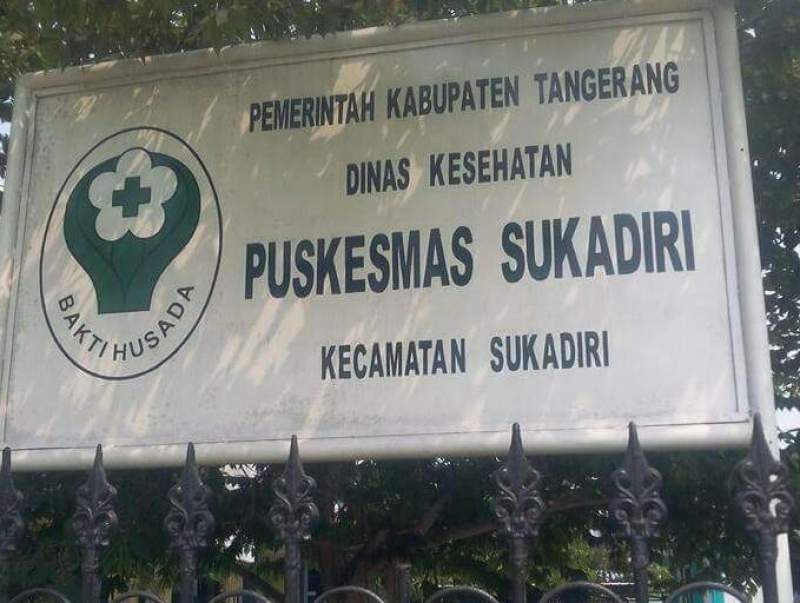 PEMERINTAH KABUPATEN TANGERANG
DINAS KESEHATAN
PUSKESMAS SUKADIRI
KECAMATAN SUKADIRI
BAKTI HUSADA